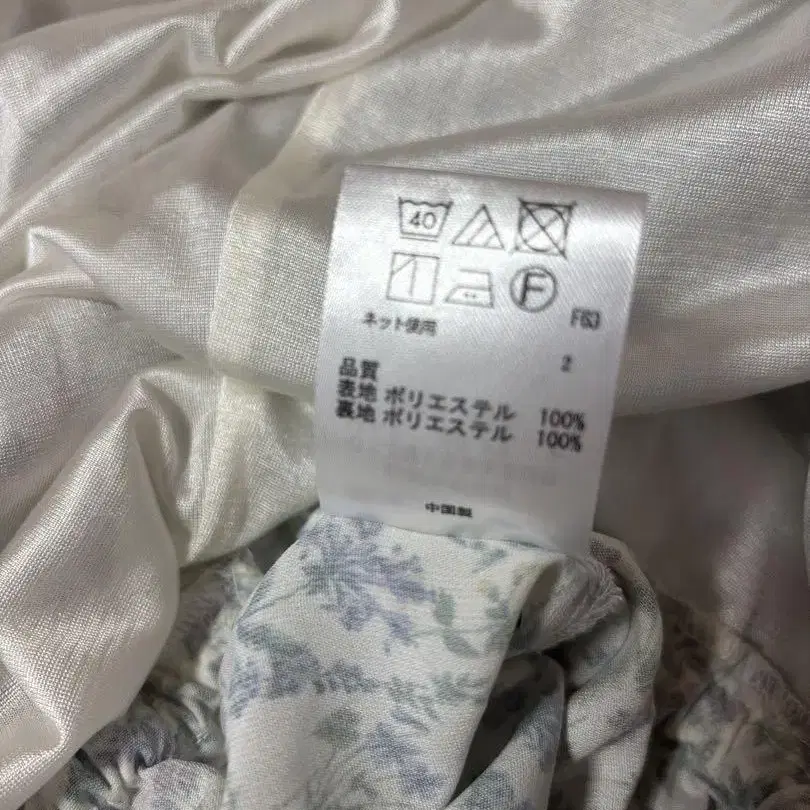 40
F
ネット使用
F63
2
品質
表地 ポリエステル 100%
裏地 ポリエステル 100%
中国製